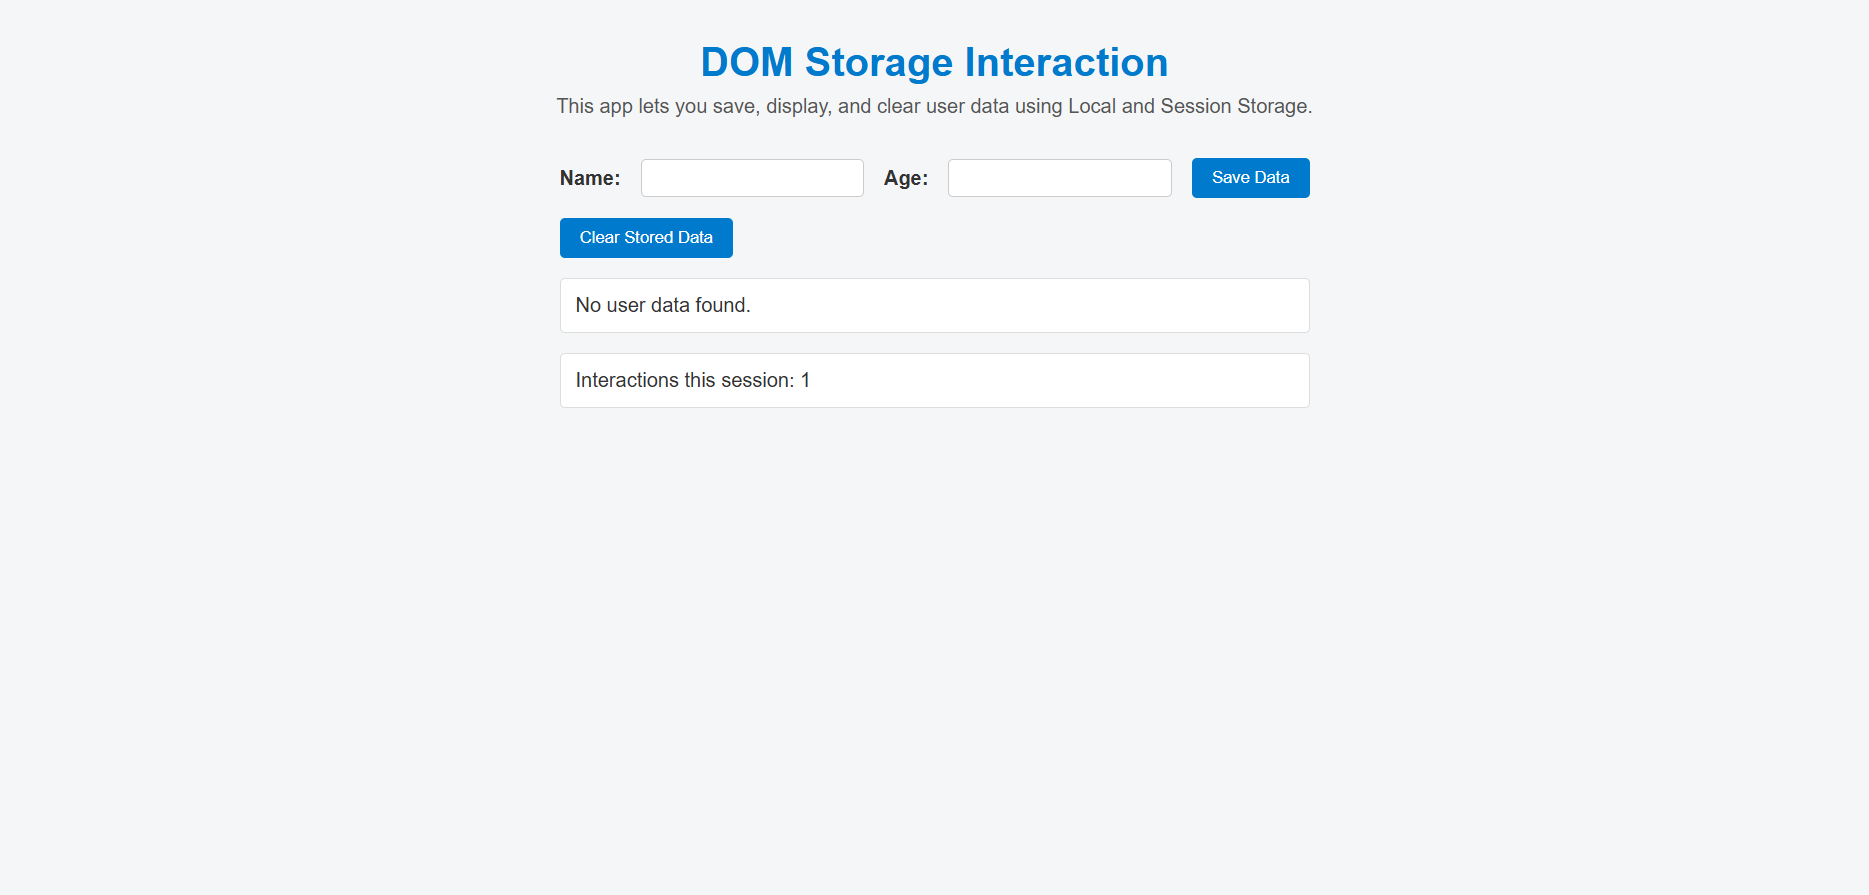 DOM Storage Interaction
This app lets you save, display, and clear user data using Local and Session Storage.
Name: Age: Save Data
Clear Stored Data
No user data found.
Interactions this session: 1